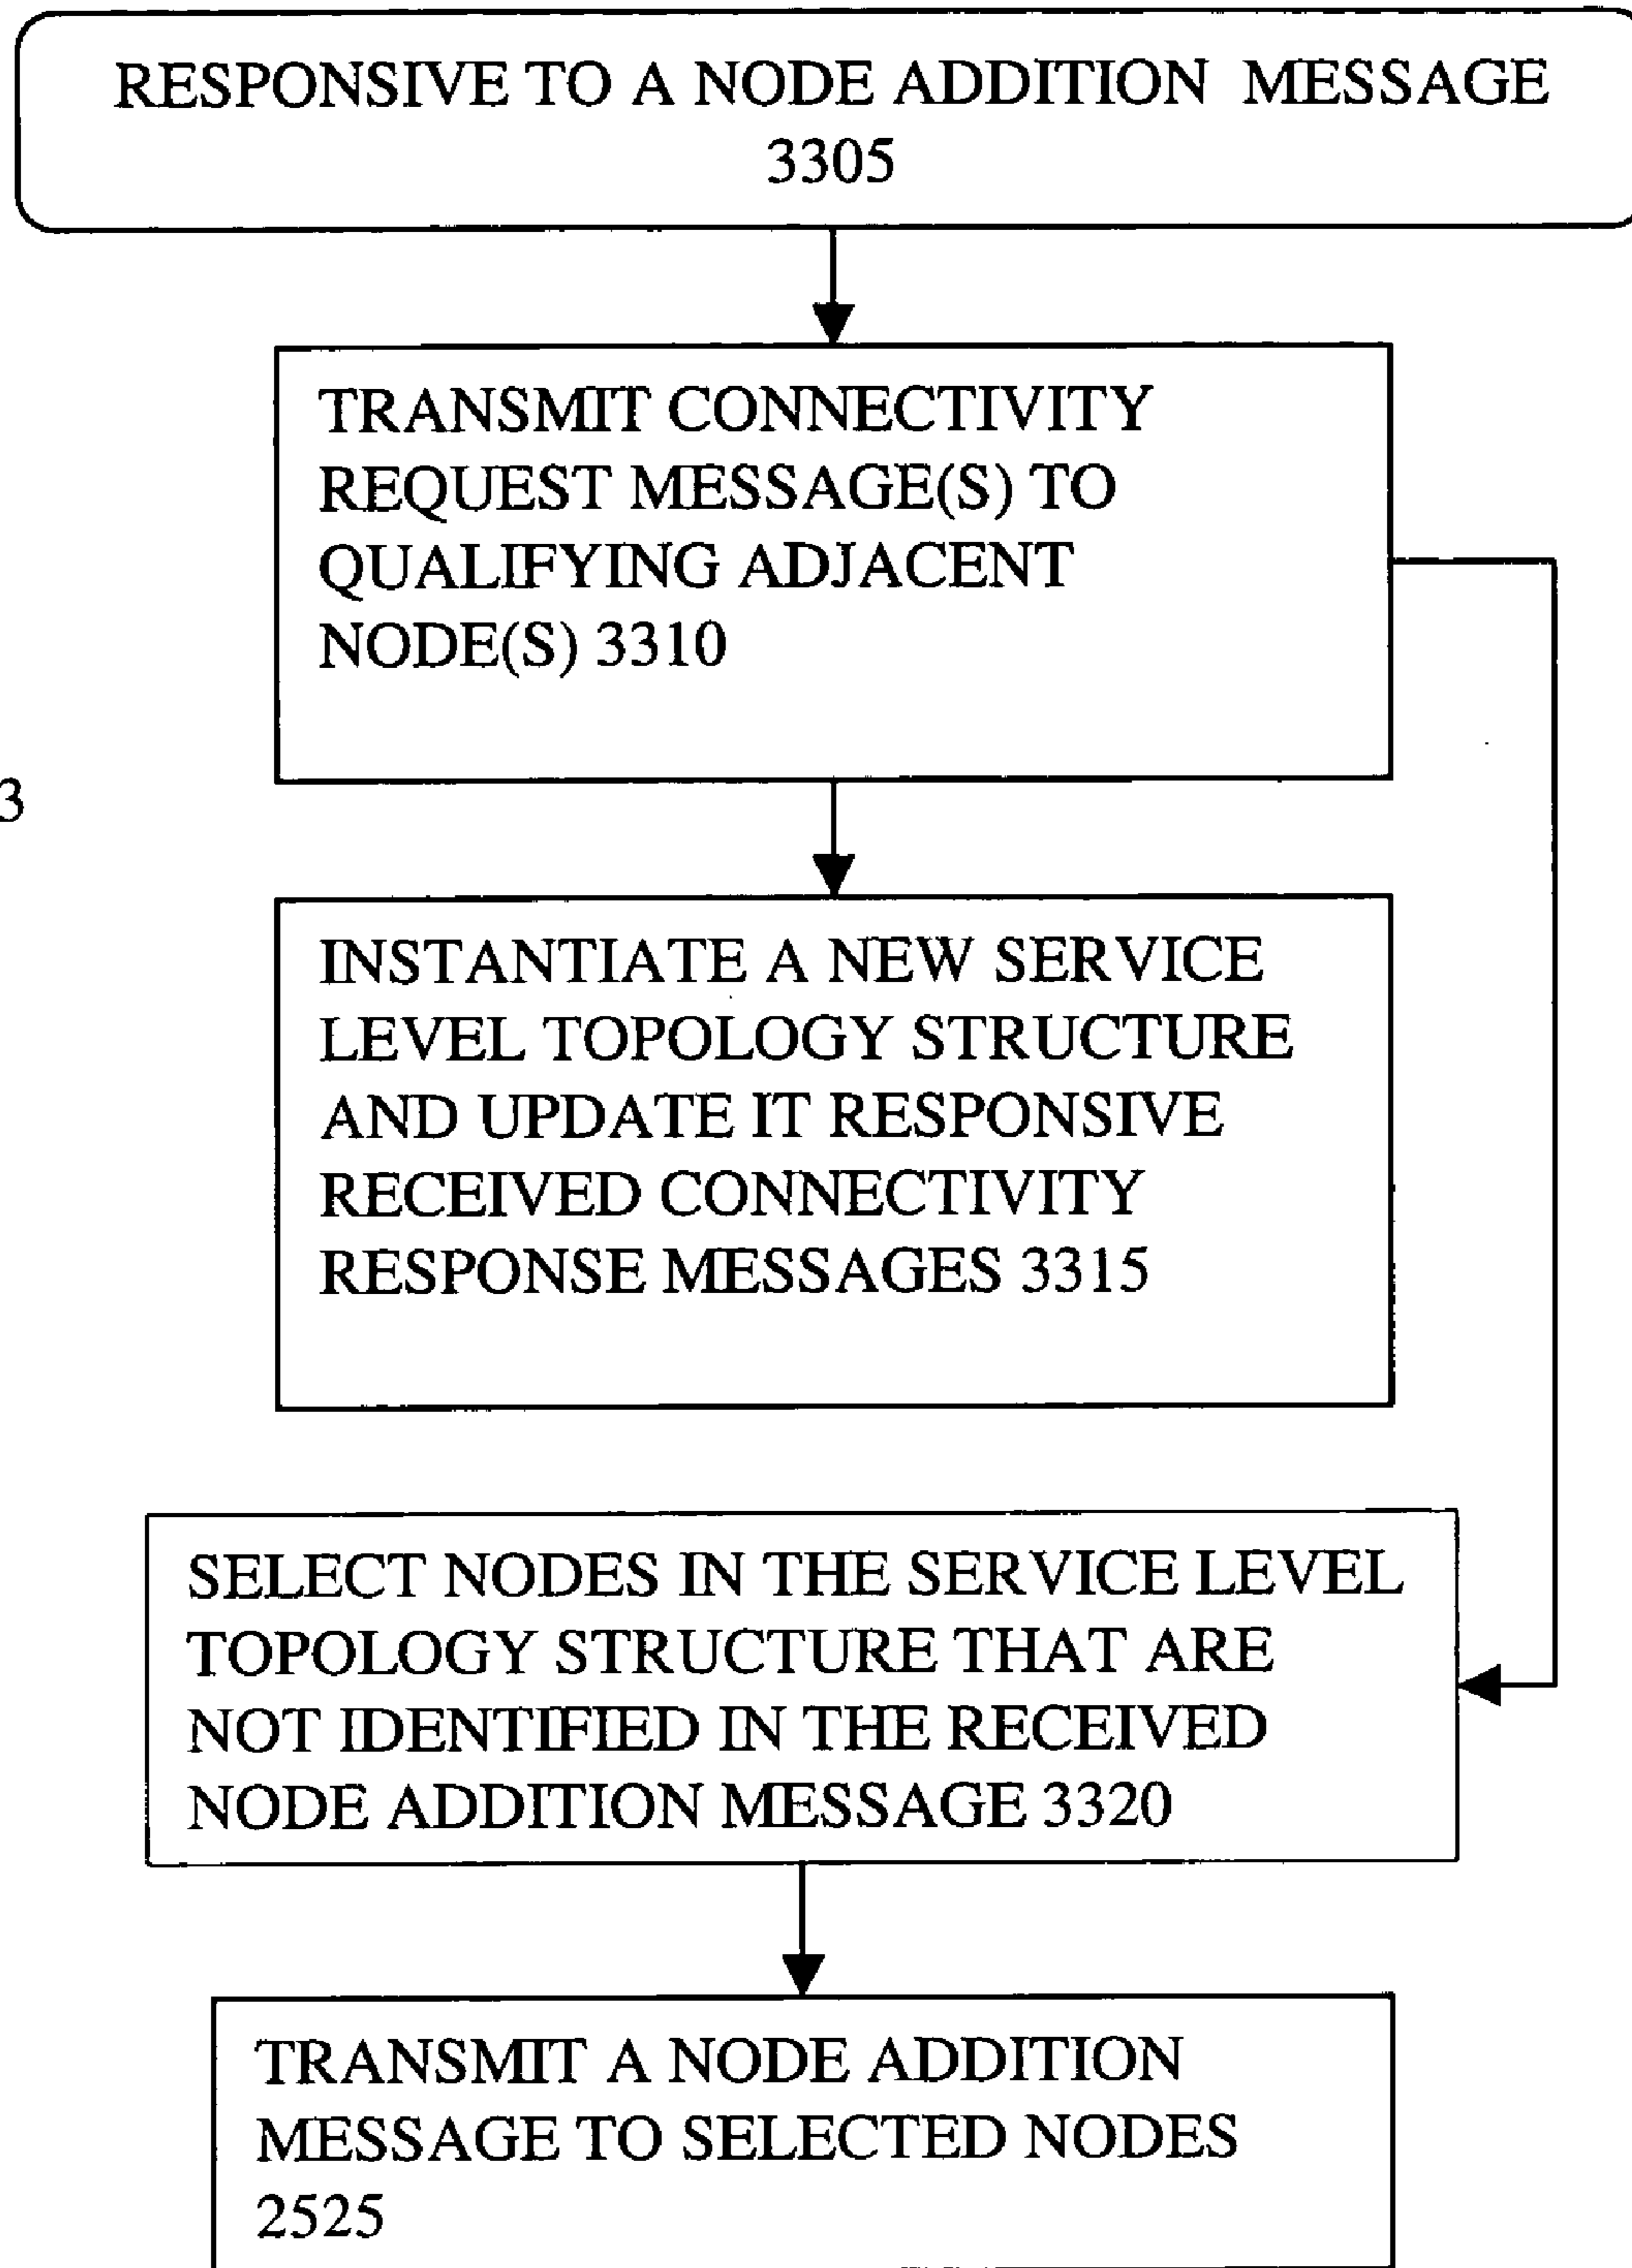 RESPONSIVE TO A NODE ADDITION MESSAGE
3305
TRANSMIT CONNECTIVITY
REQUEST MESSAGE(S) TO
QUALIFYING ADJACENT
NODE(S) 3310
3
INSTANTIATE A NEW SERVICE
LEVEL TOPOLOGY STRUCTURE
AND UPDATE IT RESPONSIVE
RECEIVED CONNECTIVITY
RESPONSE MESSAGES 3315
SELECT NODES IN THE SERVICE LEVEL
TOPOLOGY STRUCTURE THAT ARE
NOT IDENTIFIED IN THE RECEIVED
NODE ADDITION MESSAGE 3320
TRANSMIT A NODE ADDITION
MESSAGE TO SELECTED NODES
2525